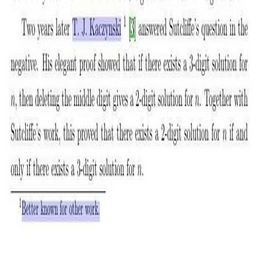 Two years later T. J. Kaczynski ¹ [3] answered Sutcliffe's question in the
negative. His elegant proof showed that if there exists a 3-digit solution for
n, then deleting the middle digit gives a 2-digit solution for n. Together with
Sutcliffe's work, this proved that there exists a 2-digit solution for n if and
only if there exists a 3-digit solution for n.
¹Better known for other work